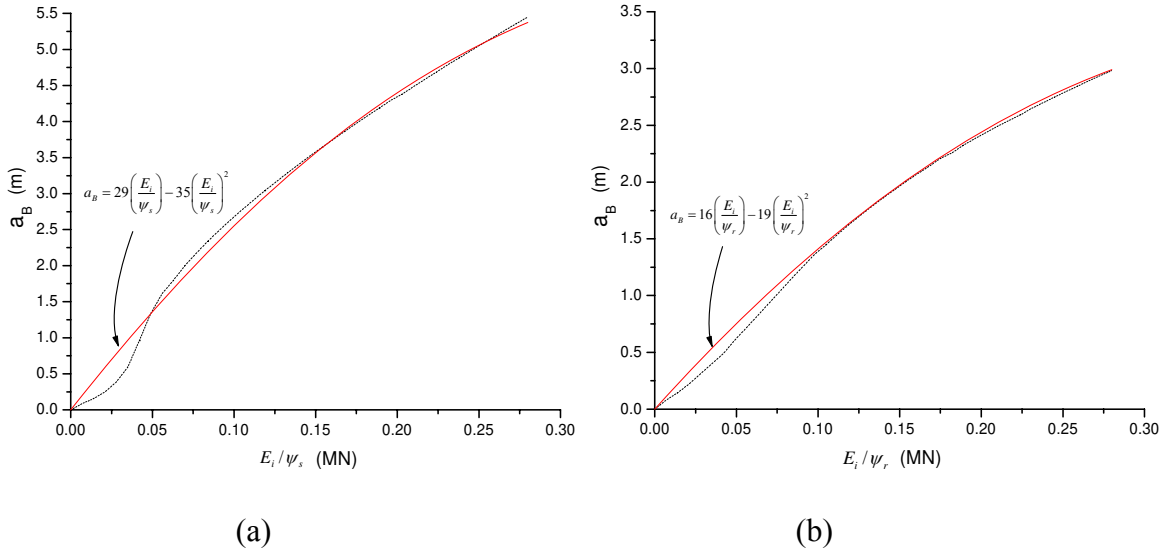 5.5
5.0
4.5
4.0
3.5
3.0
2.5
2.0
1.5
1.0
0.5
0.0
a_B (m)
a_B = 29(E_i/ψ_s) − 35(E_i/ψ_s)²
0.00 0.05 0.10 0.15 0.20 0.25 0.30
E_i/ψ_s (MN)
(a)
3.5
3.0
2.5
2.0
1.5
1.0
0.5
0.0
a_B (m)
a_B = 16(E_i/ψ_r) − 19(E_i/ψ_r)²
0.00 0.05 0.10 0.15 0.20 0.25 0.30
E_i/ψ_r (MN)
(b)